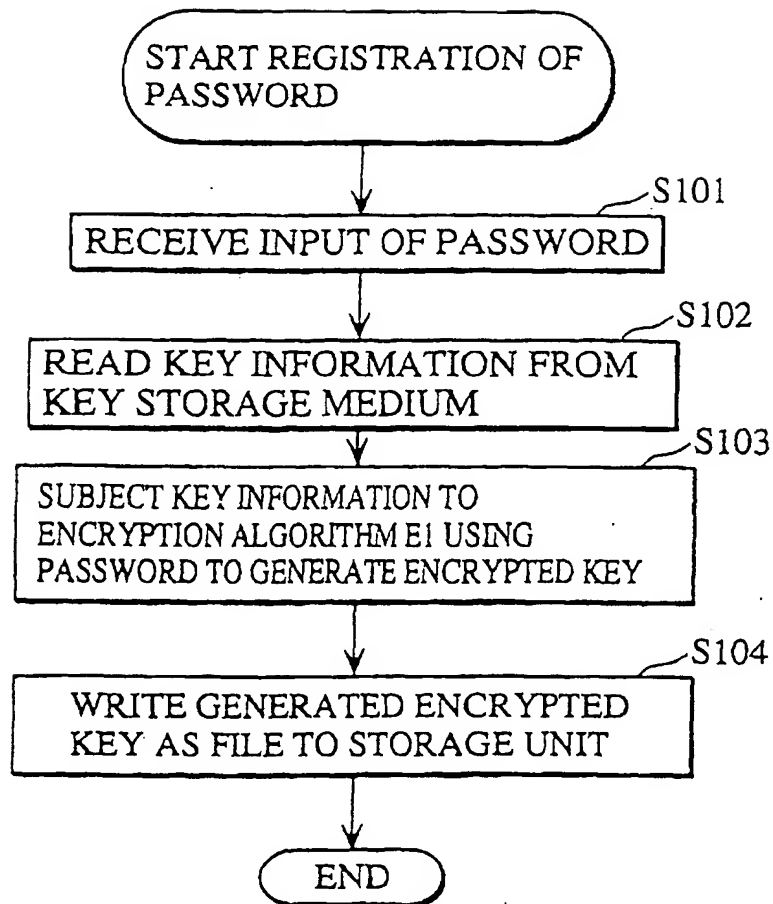 START REGISTRATION OF
PASSWORD
S101
RECEIVE INPUT OF PASSWORD
S102
READ KEY INFORMATION FROM
KEY STORAGE MEDIUM
S103
SUBJECT KEY INFORMATION TO
ENCRYPTION ALGORITHM E1 USING
PASSWORD TO GENERATE ENCRYPTED KEY
S104
WRITE GENERATED ENCRYPTED
KEY AS FILE TO STORAGE UNIT
END